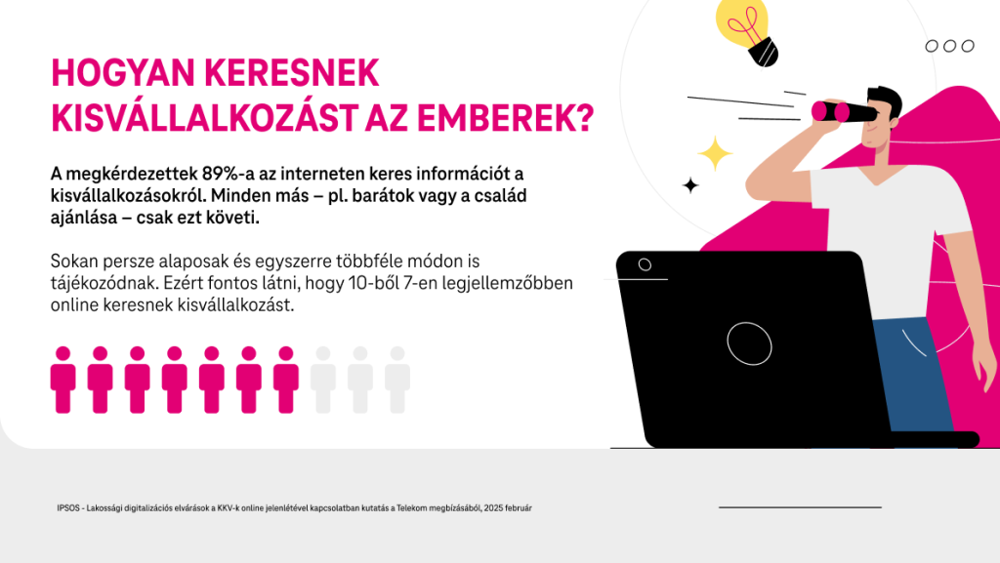 HOGYAN KERESNEK
KISVÁLLALKOZÁST AZ EMBEREK?
A megkérdezettek 89%-a az interneten keres információt a
kisvállalkozásokról. Minden más – pl. barátok vagy a család
ajánlása – csak ezt követi.
Sokan persze alaposak és egyszerre többféle módon is
tájékozódnak. Ezért fontos látni, hogy 10-ből 7-en legjellemzőbben
online keresnek kisvállalkozást.
IPSOS - Lakossági digitalizációs elvárások a KKV-k online jelenlétével kapcsolatban kutatás a Telekom megbízásából, 2025 február